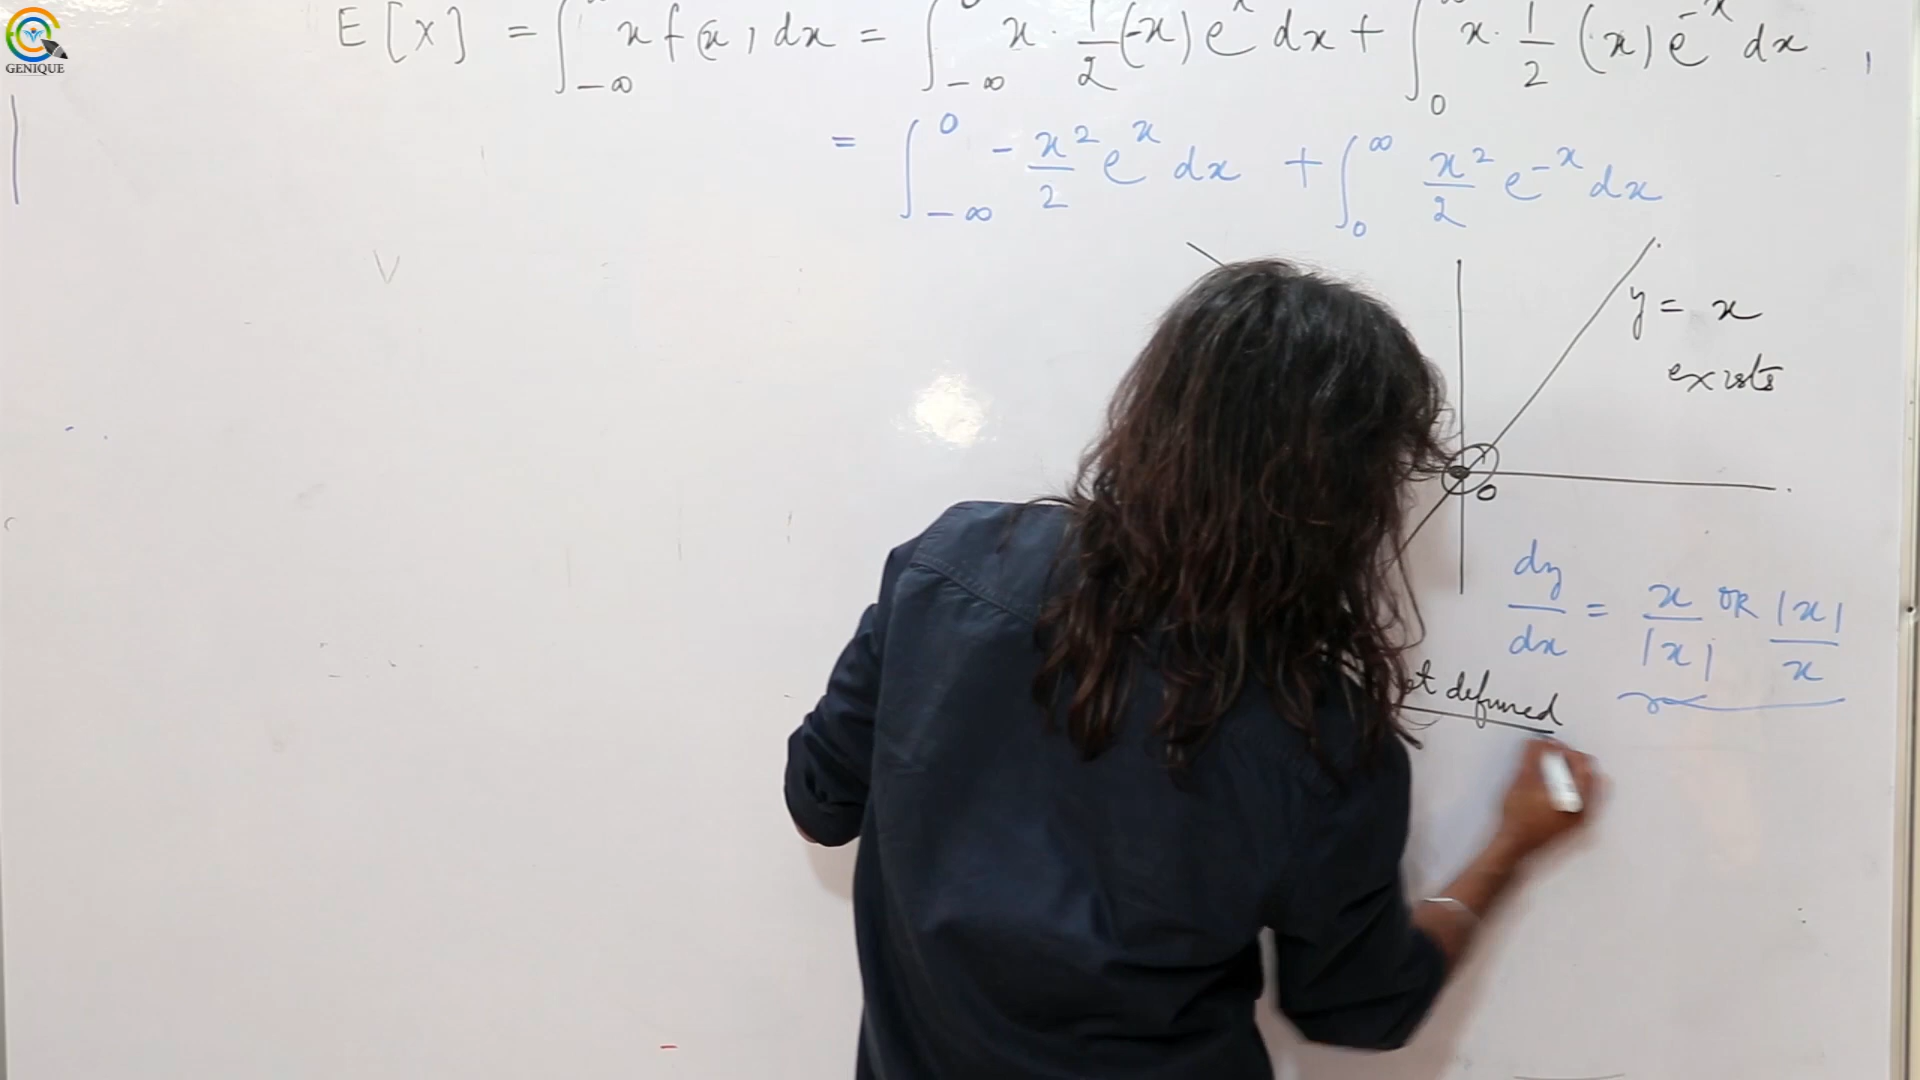 GENIQUE
E[X] = ∫_{-∞} x f(x) dx = ∫_{-∞} x · 1/2 (-x) e^x dx + ∫_0 x · 1/2 (x) e^{-x} dx
= ∫_{-∞}^0 - x²/2 e^x dx + ∫_0^∞ x²/2 e^{-x} dx
y = x
exists
0
dy/dx = x/|x| OR |x|/x
defined